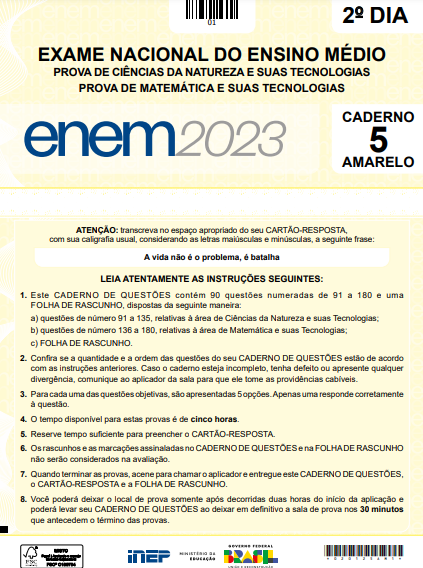 01
2º DIA
EXAME NACIONAL DO ENSINO MÉDIO
PROVA DE CIÊNCIAS DA NATUREZA E SUAS TECNOLOGIAS
PROVA DE MATEMÁTICA E SUAS TECNOLOGIAS
enem2023
CADERNO
5
AMARELO
ATENÇÃO: transcreva no espaço apropriado do seu CARTÃO-RESPOSTA,
com sua caligrafia usual, considerando as letras maiúsculas e minúsculas, a seguinte frase:
A vida não é o problema, é batalha
LEIA ATENTAMENTE AS INSTRUÇÕES SEGUINTES:
1. Este CADERNO DE QUESTÕES contém 90 questões numeradas de 91 a 180 e uma
FOLHA DE RASCUNHO, dispostas da seguinte maneira:
a) questões de número 91 a 135, relativas à área de Ciências da Natureza e suas Tecnologias;
b) questões de número 136 a 180, relativas à área de Matemática e suas Tecnologias;
c) FOLHA DE RASCUNHO.
2. Confira se a quantidade e a ordem das questões do seu CADERNO DE QUESTÕES estão de acordo
com as instruções anteriores. Caso o caderno esteja incompleto, tenha defeito ou apresente qualquer
divergência, comunique ao aplicador da sala para que ele tome as providências cabíveis.
3. Para cada uma das questões objetivas, são apresentadas 5 opções. Apenas uma responde corretamente
à questão.
4. O tempo disponível para estas provas é de cinco horas.
5. Reserve tempo suficiente para preencher o CARTÃO-RESPOSTA.
6. Os rascunhos e as marcações assinaladas no CADERNO DE QUESTÕES e na FOLHA DE RASCUNHO
não serão considerados na avaliação.
7. Quando terminar as provas, acene para chamar o aplicador e entregue este CADERNO DE QUESTÕES,
o CARTÃO-RESPOSTA e a FOLHA DE RASCUNHO.
8. Você poderá deixar o local de prova somente após decorridas duas horas do início da aplicação e
poderá levar seu CADERNO DE QUESTÕES ao deixar em definitivo a sala de prova nos 30 minutos
que antecedem o término das provas.
FSC
MISTO
inep
MINISTÉRIO DA
EDUCAÇÃO
GOVERNO FEDERAL
BRASIL
UNIÃO E RECONSTRUÇÃO